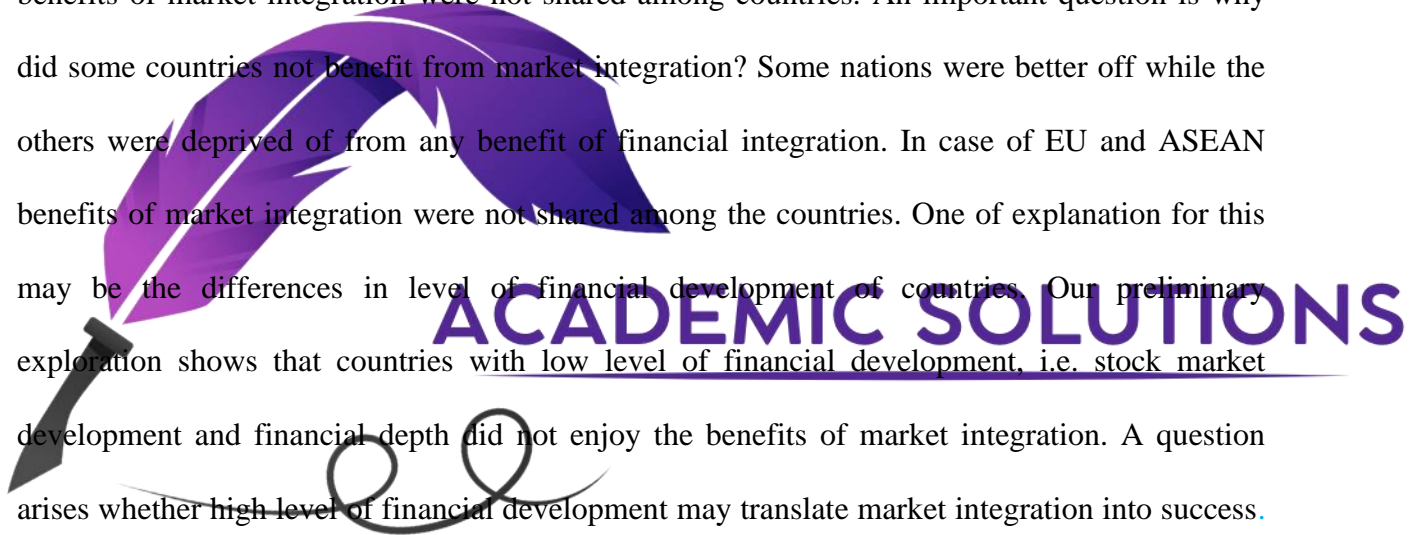 benefits of market integration were not shared among countries. An important question is why
did some countries not benefit from market integration? Some nations were better off while the
others were deprived of from any benefit of financial integration. In case of EU and ASEAN
benefits of market integration were not shared among the countries. One of explanation for this
may be the differences in level of financial development of countries. Our preliminary
ACADEMIC SOLUTIONS
exploration shows that countries with low level of financial development, i.e. stock market
development and financial depth did not enjoy the benefits of market integration. A question
arises whether high level of financial development may translate market integration into success.